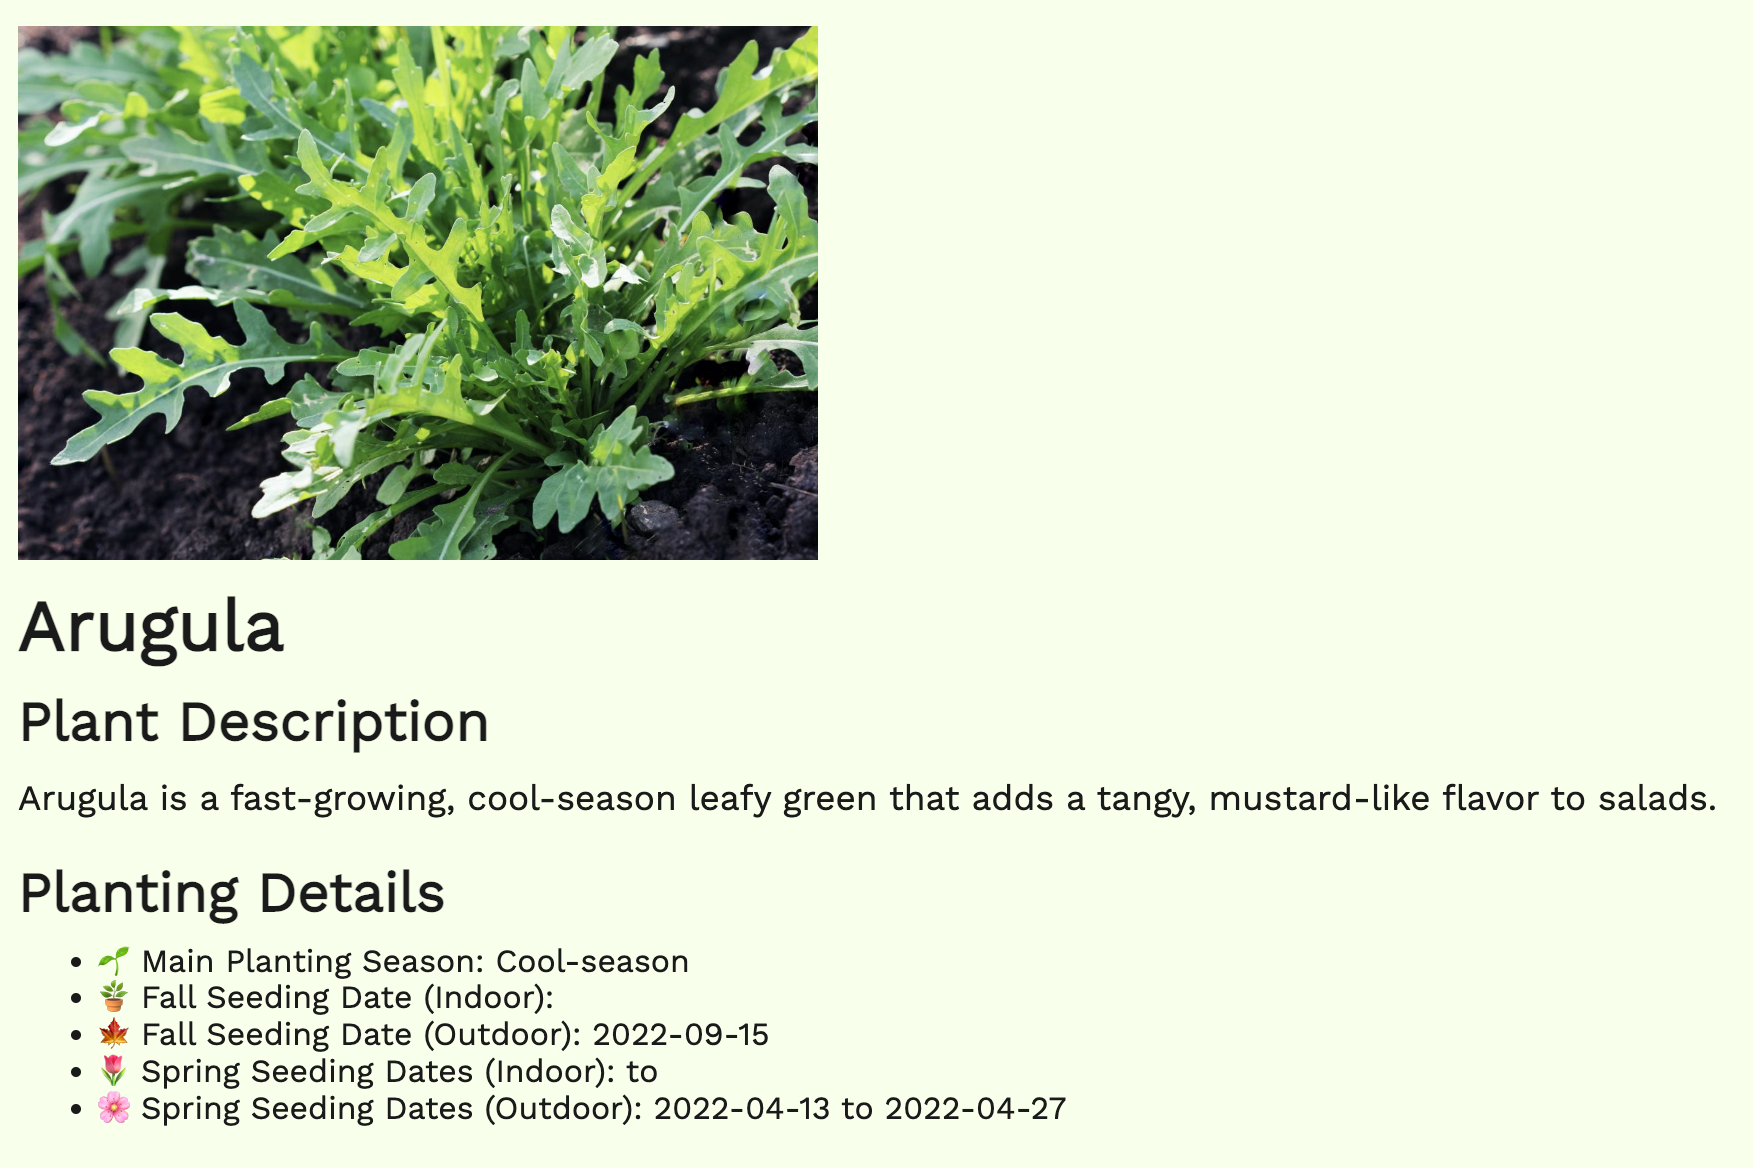 Arugula
Plant Description
Arugula is a fast-growing, cool-season leafy green that adds a tangy, mustard-like flavor to salads.
Planting Details
• 🌱 Main Planting Season: Cool-season
• 🪴 Fall Seeding Date (Indoor):
• 🍁 Fall Seeding Date (Outdoor): 2022-09-15
• 🌷 Spring Seeding Dates (Indoor): to
• 🌸 Spring Seeding Dates (Outdoor): 2022-04-13 to 2022-04-27